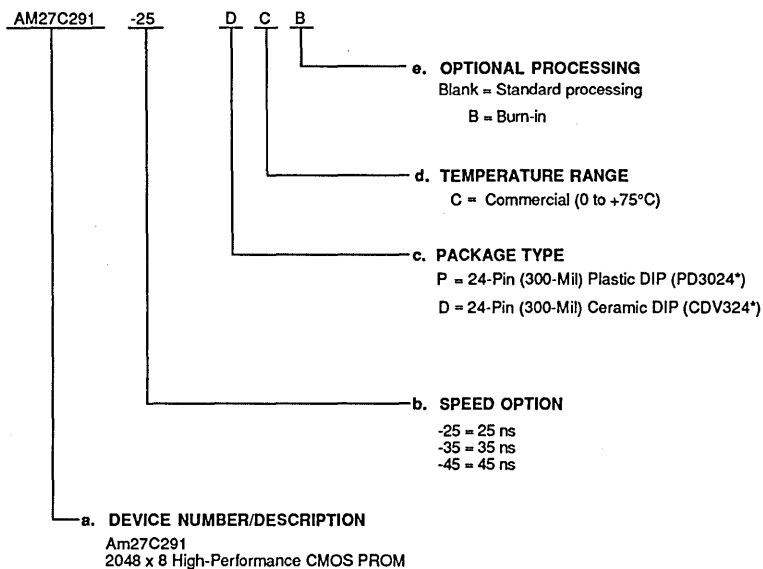 AM27C291 -25 D C B
e. OPTIONAL PROCESSING
Blank = Standard processing
B = Burn-in
d. TEMPERATURE RANGE
C = Commercial (0 to +75°C)
c. PACKAGE TYPE
P = 24-Pin (300-Mil) Plastic DIP (PD3024*)
D = 24-Pin (300-Mil) Ceramic DIP (CDV324*)
b. SPEED OPTION
-25 = 25 ns
-35 = 35 ns
-45 = 45 ns
a. DEVICE NUMBER/DESCRIPTION
Am27C291
2048 x 8 High-Performance CMOS PROM